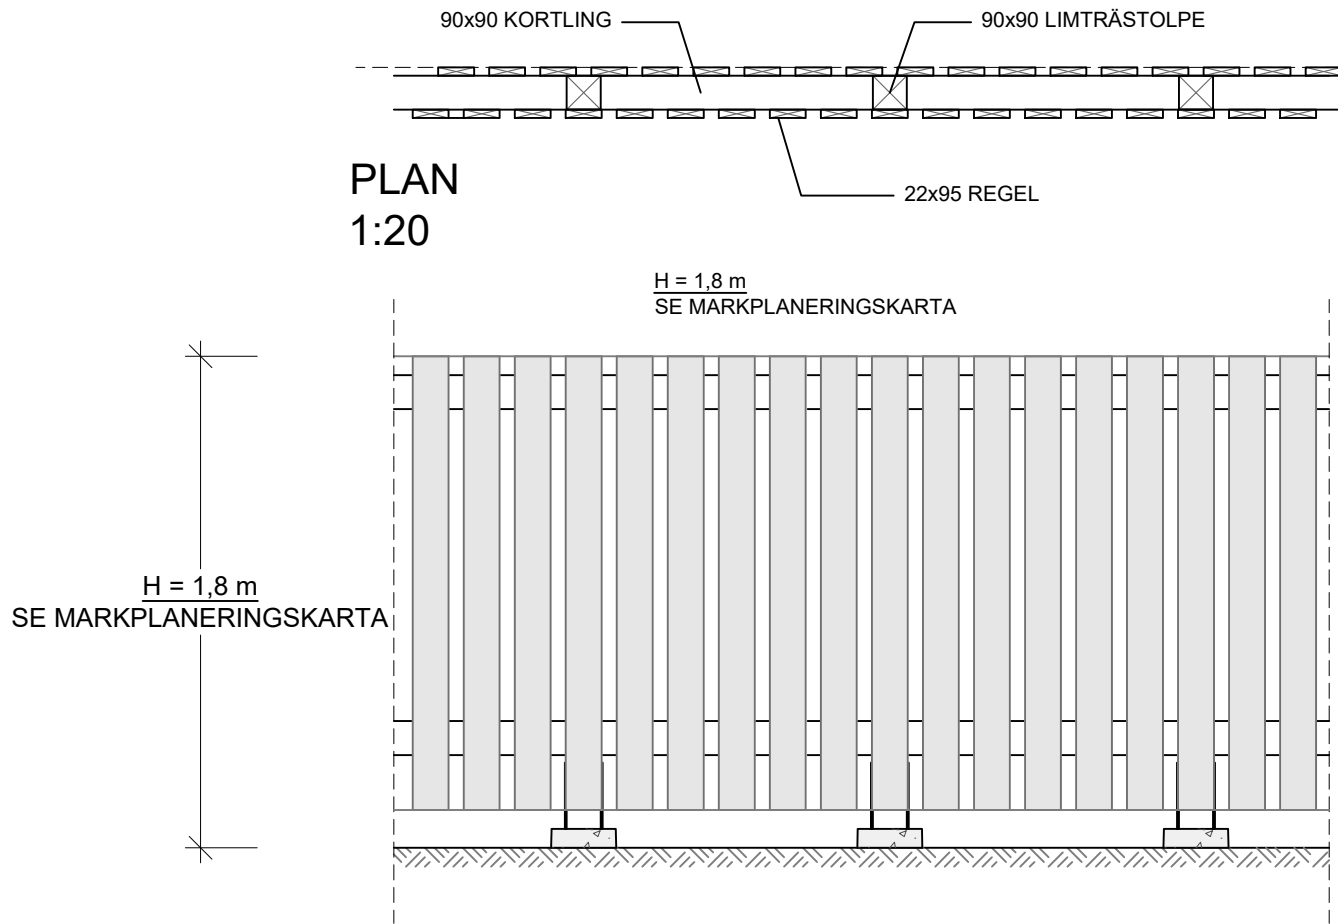 90x90 KORTLING
90x90 LIMTRÄSTOLPE
22x95 REGEL
PLAN
1:20
H = 1,8 m
SE MARKPLANERINGSKARTA
H = 1,8 m
SE MARKPLANERINGSKARTA